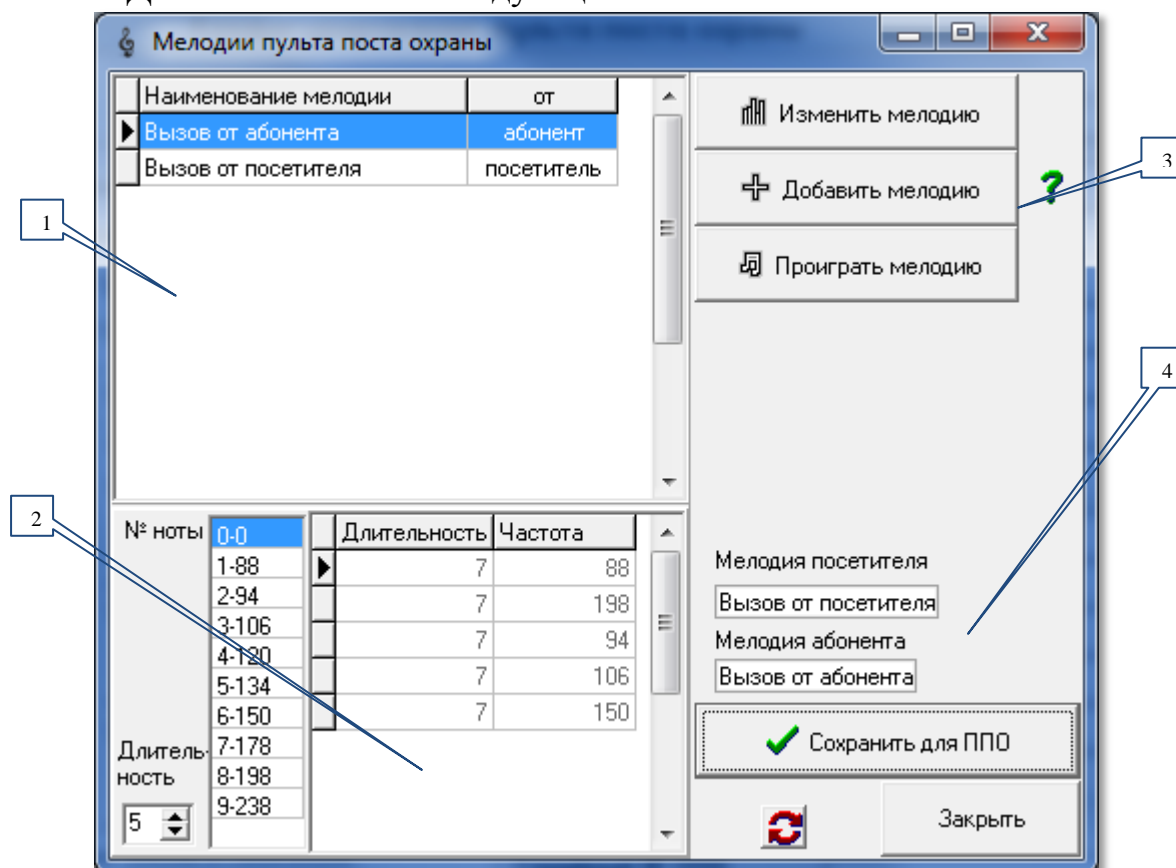 Мелодии пульта поста охраны
Наименование мелодии от
Вызов от абонента абонент
Вызов от посетителя посетитель
Изменить мелодию
Добавить мелодию
Проиграть мелодию
?
1
3
4
2
№ ноты
0-0
1-88
2-94
3-106
4-120
5-134
6-150
7-178
8-198
9-238
Длитель-
ность
5
Длительность Частота
7 88
7 198
7 94
7 106
7 150
Мелодия посетителя
Вызов от посетителя
Мелодия абонента
Вызов от абонента
Сохранить для ППО
Закрыть